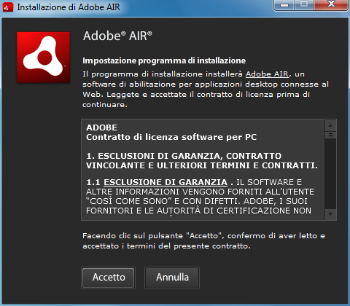 Installazione di Adobe AIR
Adobe® AIR®
Impostazione programma di installazione
Il programma di installazione installerà Adobe AIR, un
software di abilitazione per applicazioni desktop connesse al
Web. Leggete e accettate il contratto di licenza prima di
continuare.
ADOBE
Contratto di licenza software per PC
1. ESCLUSIONI DI GARANZIA, CONTRATTO
VINCOLANTE E ULTERIORI TERMINI E CONTRATTI.
1.1 ESCLUSIONE DI GARANZIA . IL SOFTWARE E
ALTRE INFORMAZIONI VENGONO FORNITI ALL'UTENTE
"COSÌ COME SONO" E CON DIFETTI. ADOBE, I SUOI
FORNITORI E LE AUTORITÀ DI CERTIFICAZIONE NON
Facendo clic sul pulsante "Accetto", confermo di aver letto e
accettato i termini del presente contratto.
Accetto
Annulla